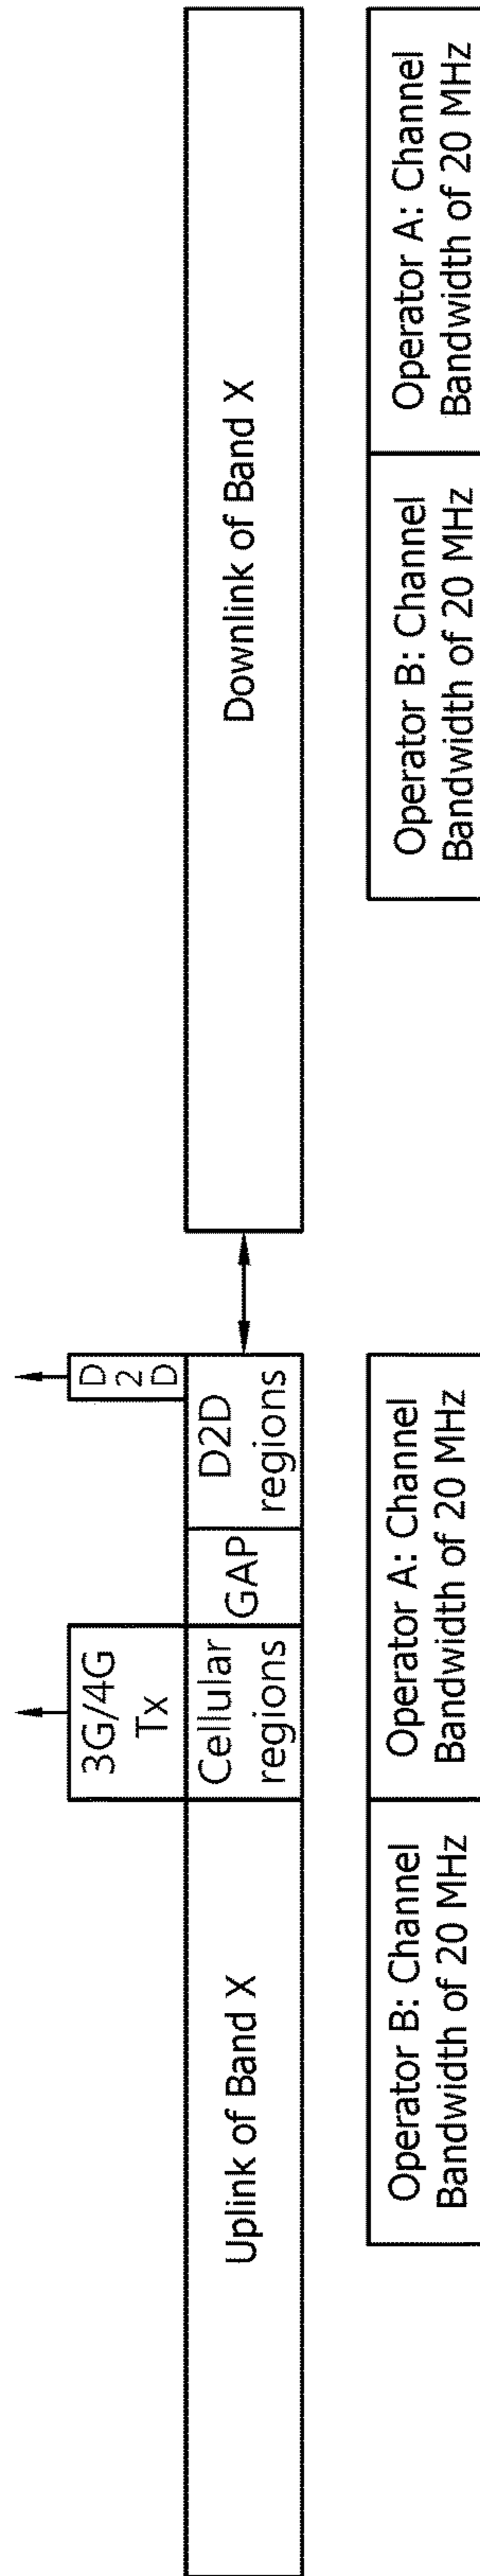 3G/4G
Tx
D
2
D
Uplink of Band X
Cellular
regions
GAP
D2D
regions
Downlink of Band X
Operator B: Channel
Bandwidth of 20 MHz
Operator A: Channel
Bandwidth of 20 MHz
Operator B: Channel
Bandwidth of 20 MHz
Operator A: Channel
Bandwidth of 20 MHz